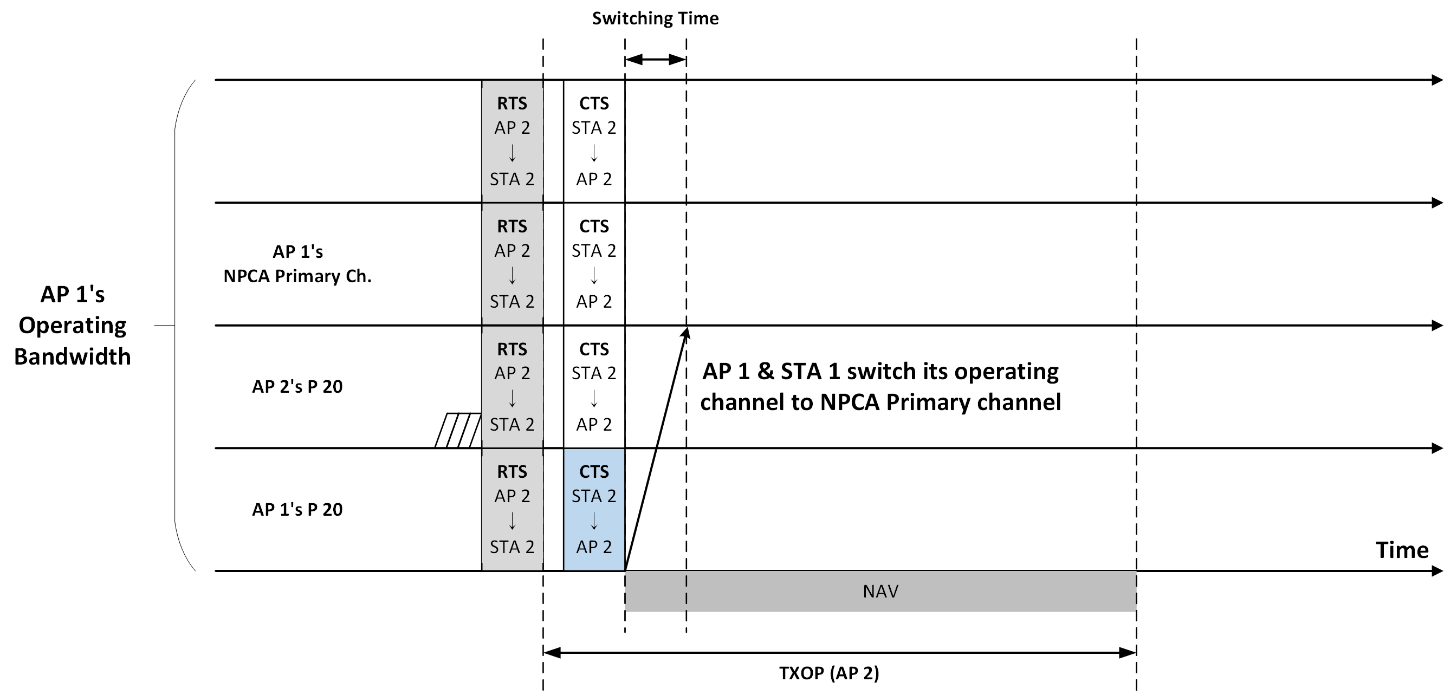 Switching Time
RTS
AP 2
↓
STA 2
CTS
STA 2
↓
AP 2
AP 1's
NPCA Primary Ch.
RTS
AP 2
↓
STA 2
CTS
STA 2
↓
AP 2
AP 1's
Operating
Bandwidth
AP 2's P 20
RTS
AP 2
↓
STA 2
CTS
STA 2
↓
AP 2
AP 1 & STA 1 switch its operating
channel to NPCA Primary channel
AP 1's P 20
RTS
AP 2
↓
STA 2
CTS
STA 2
↓
AP 2
Time
NAV
TXOP (AP 2)